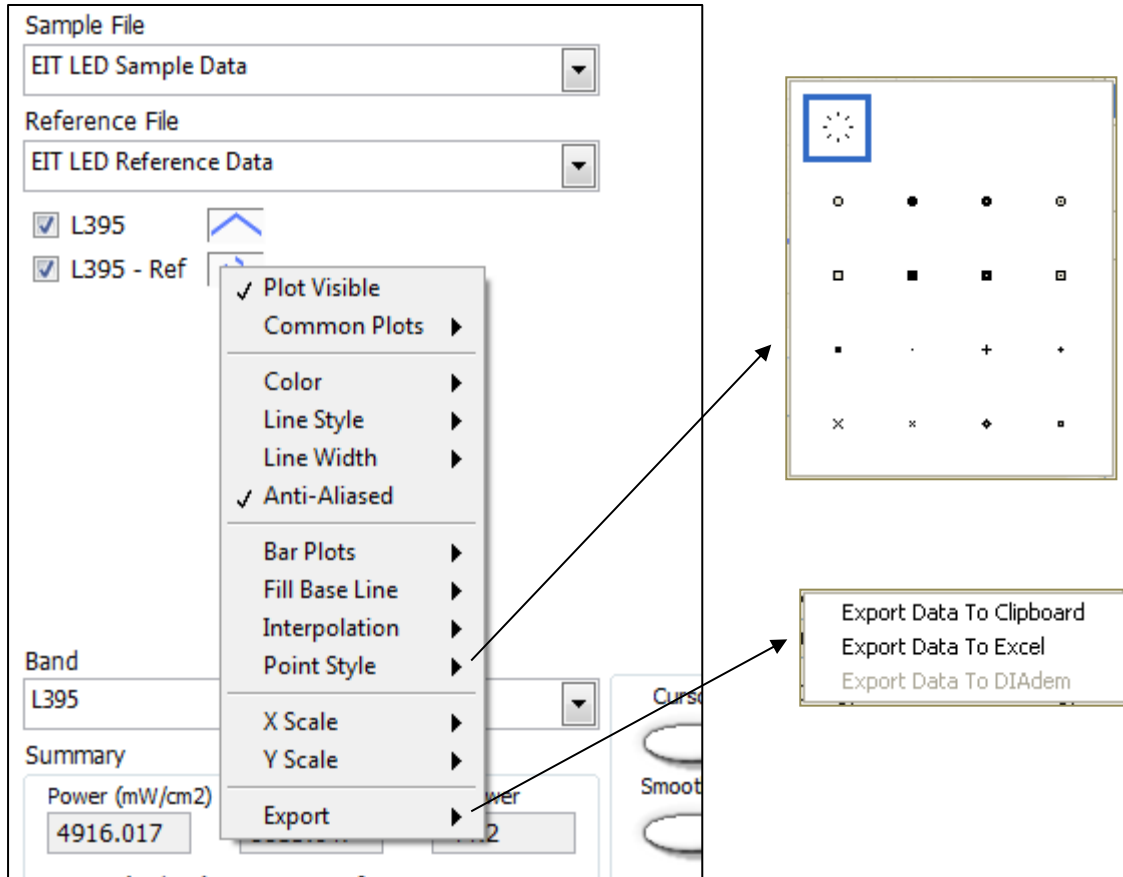 Sample File
EIT LED Sample Data
Reference File
EIT LED Reference Data
L395
L395 - Ref
Plot Visible
Common Plots
Color
Line Style
Line Width
Anti-Aliased
Bar Plots
Fill Base Line
Interpolation
Point Style
X Scale
Y Scale
Export
Band
L395
Summary
Power (mW/cm2)
4916.017
Export Data To Clipboard
Export Data To Excel
Export Data To DIAdem